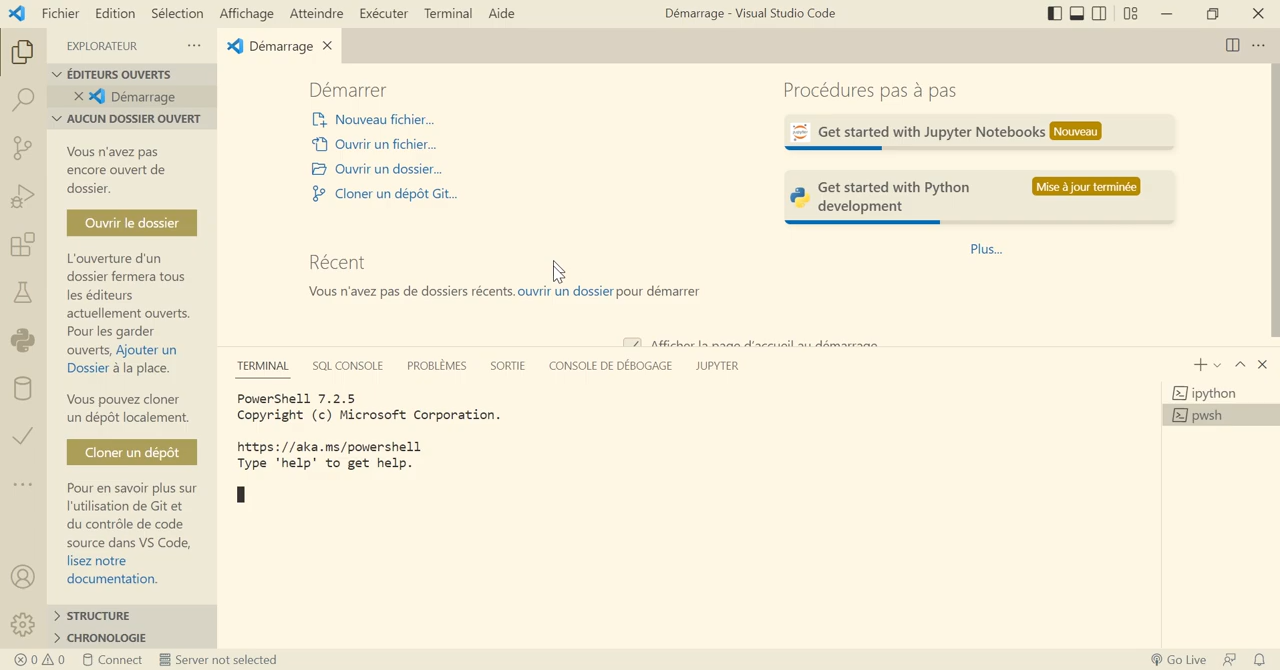 Fichier Edition Sélection Affichage Atteindre Exécuter Terminal Aide
Démarrage - Visual Studio Code
EXPLORATEUR
ÉDITEURS OUVERTS
Démarrage
AUCUN DOSSIER OUVERT
Vous n'avez pas
encore ouvert de
dossier.
Ouvrir le dossier
L'ouverture d'un
dossier fermera tous
les éditeurs
actuellement ouverts.
Pour les garder
ouverts, Ajouter un
Dossier à la place.
Vous pouvez cloner
un dépôt localement.
Cloner un dépôt
Pour en savoir plus sur
l'utilisation de Git et
du contrôle de code
source dans VS Code,
lisez notre
documentation.
STRUCTURE
CHRONOLOGIE
Démarrage
Démarrer
Nouveau fichier...
Ouvrir un fichier...
Ouvrir un dossier...
Cloner un dépôt Git...
Récent
Vous n'avez pas de dossiers récents. ouvrir un dossier pour démarrer
Procédures pas à pas
Get started with Jupyter Notebooks Nouveau
Get started with Python
development
Mise à jour terminée
Plus...
Afficher la page d'accueil au démarrage
TERMINAL SQL CONSOLE PROBLÈMES SORTIE CONSOLE DE DÉBOGAGE JUPYTER
PowerShell 7.2.5
Copyright (c) Microsoft Corporation.
https://aka.ms/powershell
Type 'help' to get help.
ipython
pwsh
0 0 Connect Server not selected
Go Live